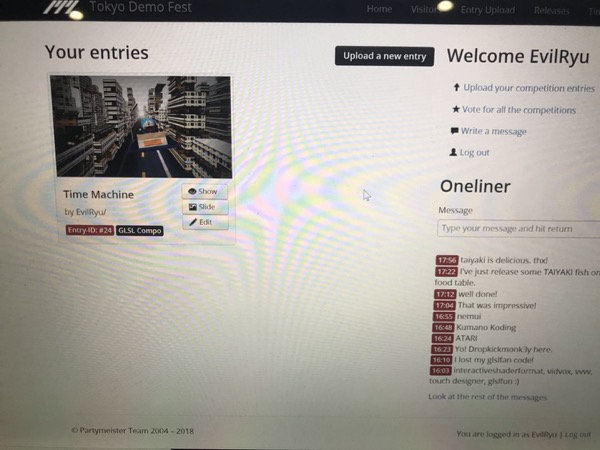 Tokyo Demo Fest
Home Visitor Entry Upload Releases
Your entries
Upload a new entry
Time Machine
by EvilRyu/
Entry-ID: #24 GLSL Compo
Show
Slide
Edit
Welcome EvilRyu
Upload your competition entries
Vote for all the competitions
Write a message
Log out
Oneliner
Message
Type your message and hit return
17:56 taiyaki is delicious. thx!
17:22 I've just release some TAIYAKI fish on
food table.
17:12 well done!
17:04 That was impressive!
16:55 nemui
16:48 Kumano Koding
16:24 ATARI
16:23 Yo! Dropkickmonk3y here.
16:10 I lost my glslfan code!
16:03 interactiveshaderformat, vidvox, vvvv,
touch designer, glslfun :)
Look at the rest of the messages
© Partymeister Team 2004 – 2018
You are logged in as EvilRyu | Log out